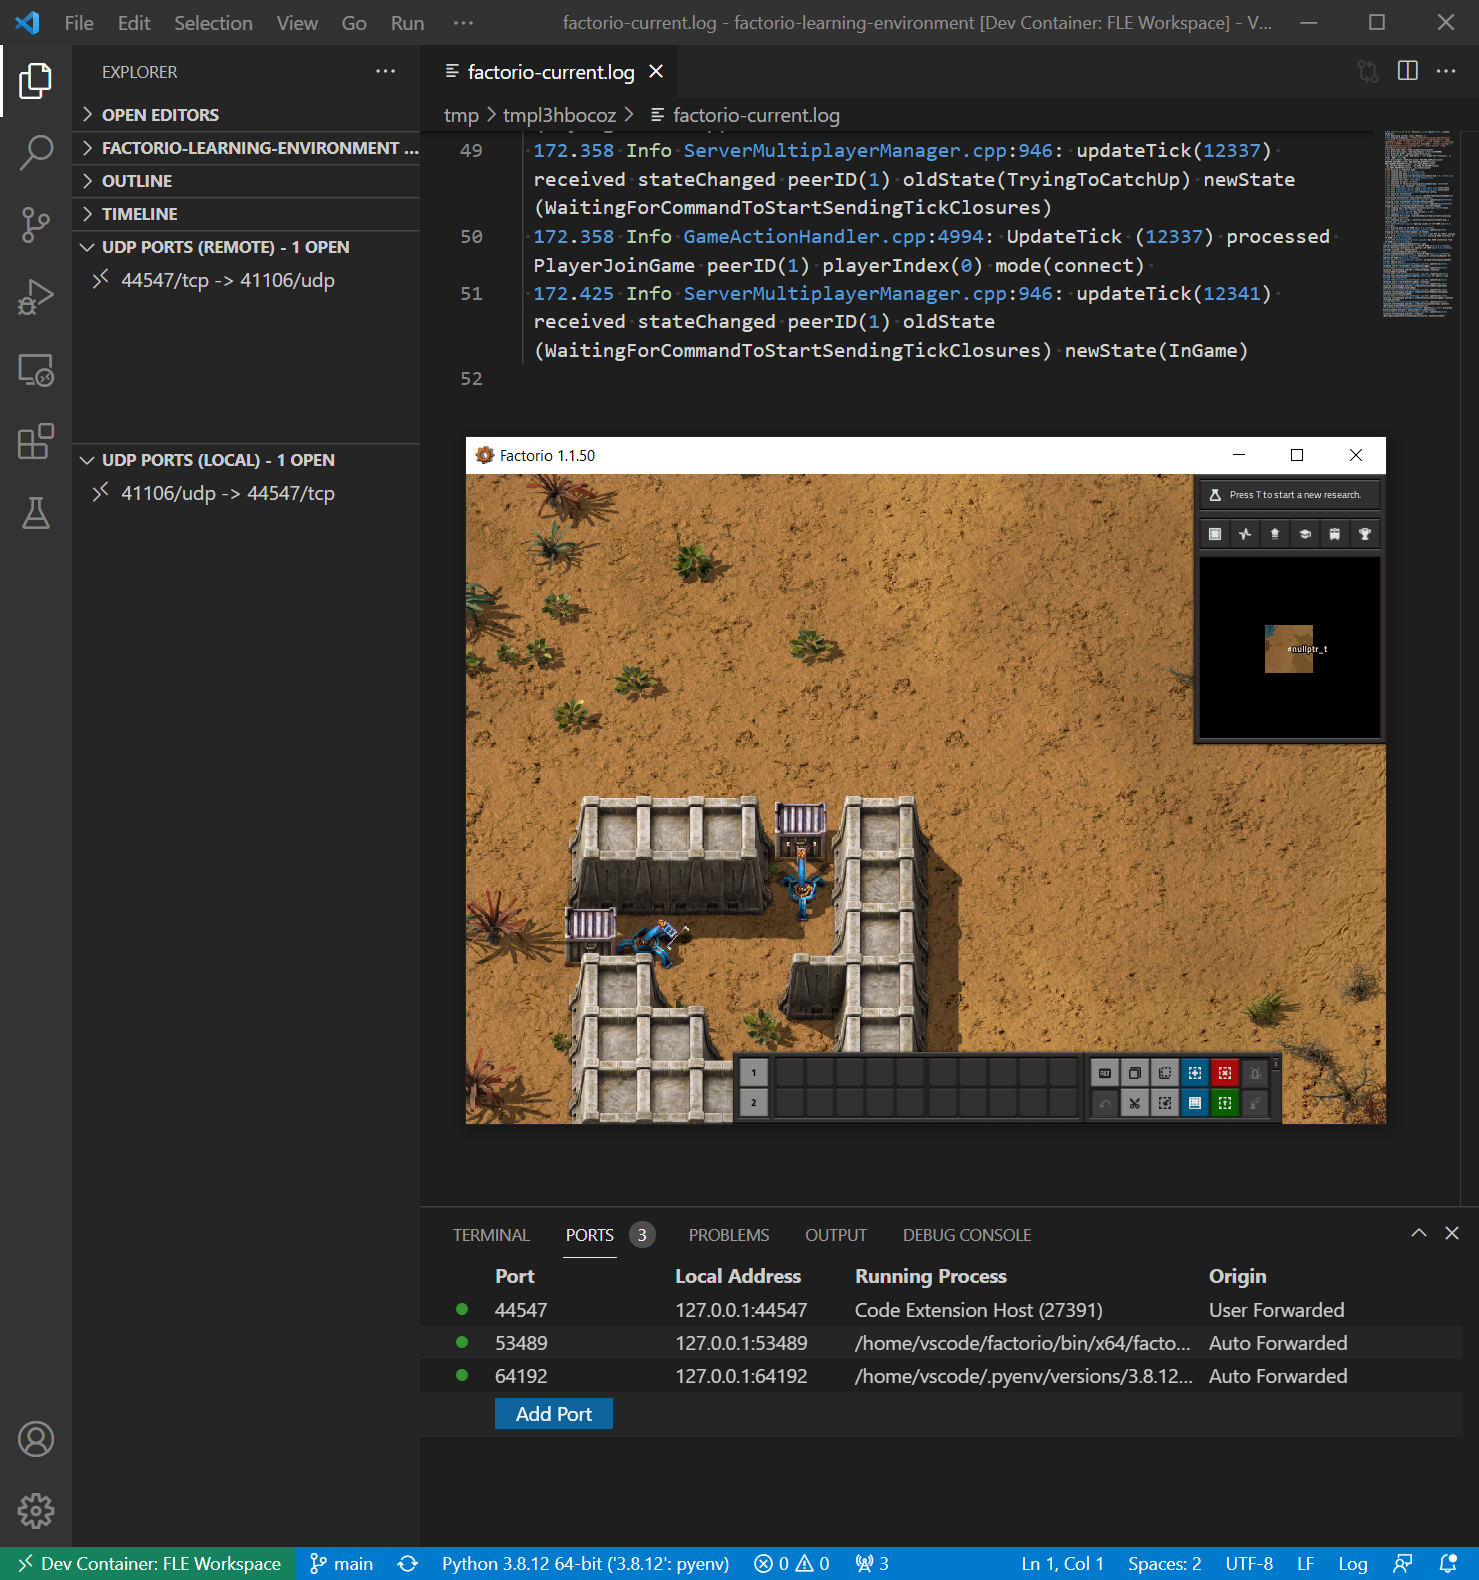 File Edit Selection View Go Run ···
factorio-current.log - factorio-learning-environment [Dev Container: FLE Workspace] - V...
EXPLORER
OPEN EDITORS
FACTORIO-LEARNING-ENVIRONMENT ...
OUTLINE
TIMELINE
UDP PORTS (REMOTE) - 1 OPEN
44547/tcp -> 41106/udp
UDP PORTS (LOCAL) - 1 OPEN
41106/udp -> 44547/tcp
factorio-current.log
tmp > tmpl3hbocoz > factorio-current.log
49 172.358 Info ServerMultiplayerManager.cpp:946: updateTick(12337)
received stateChanged peerID(1) oldState(TryingToCatchUp) newState
(WaitingForCommandToStartSendingTickClosures)
50 172.358 Info GameActionHandler.cpp:4994: UpdateTick (12337) processed
PlayerJoinGame peerID(1) playerIndex(0) mode(connect)
51 172.425 Info ServerMultiplayerManager.cpp:946: updateTick(12341)
received stateChanged peerID(1) oldState
(WaitingForCommandToStartSendingTickClosures) newState(InGame)
52
Factorio 1.1.50
Press T to start a new research.
nullptr_t
1
2
TERMINAL PORTS 3 PROBLEMS OUTPUT DEBUG CONSOLE
Port Local Address Running Process Origin
44547 127.0.0.1:44547 Code Extension Host (27391) User Forwarded
53489 127.0.0.1:53489 /home/vscode/factorio/bin/x64/facto... Auto Forwarded
64192 127.0.0.1:64192 /home/vscode/.pyenv/versions/3.8.12... Auto Forwarded
Add Port
Dev Container: FLE Workspace main Python 3.8.12 64-bit ('3.8.12': pyenv) 0 0 3 Ln 1, Col 1 Spaces: 2 UTF-8 LF Log